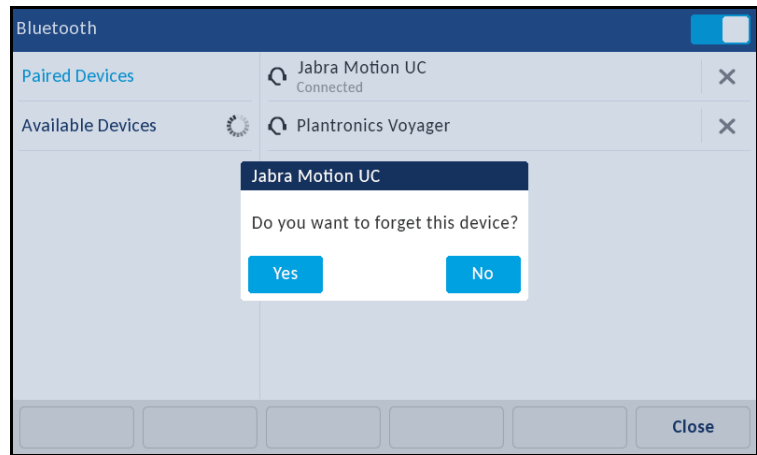 Bluetooth
Paired Devices
Jabra Motion UC
Connected
Available Devices
Plantronics Voyager
Jabra Motion UC
Do you want to forget this device?
Yes
No
Close